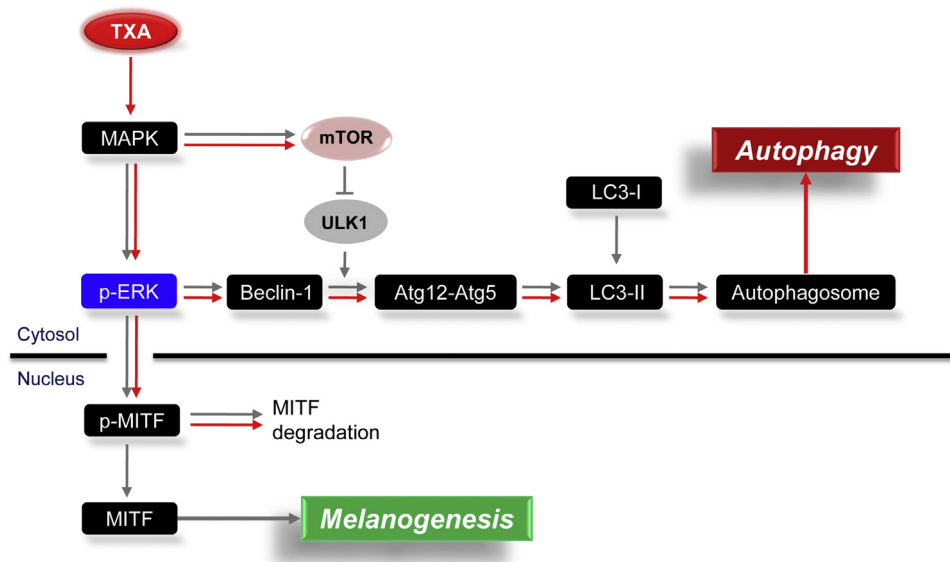 TXA
MAPK
mTOR
Autophagy
LC3-I
ULK1
p-ERK
Beclin-1
Atg12-Atg5
LC3-II
Autophagosome
Cytosol
Nucleus
p-MITF
MITF
degradation
MITF
Melanogenesis